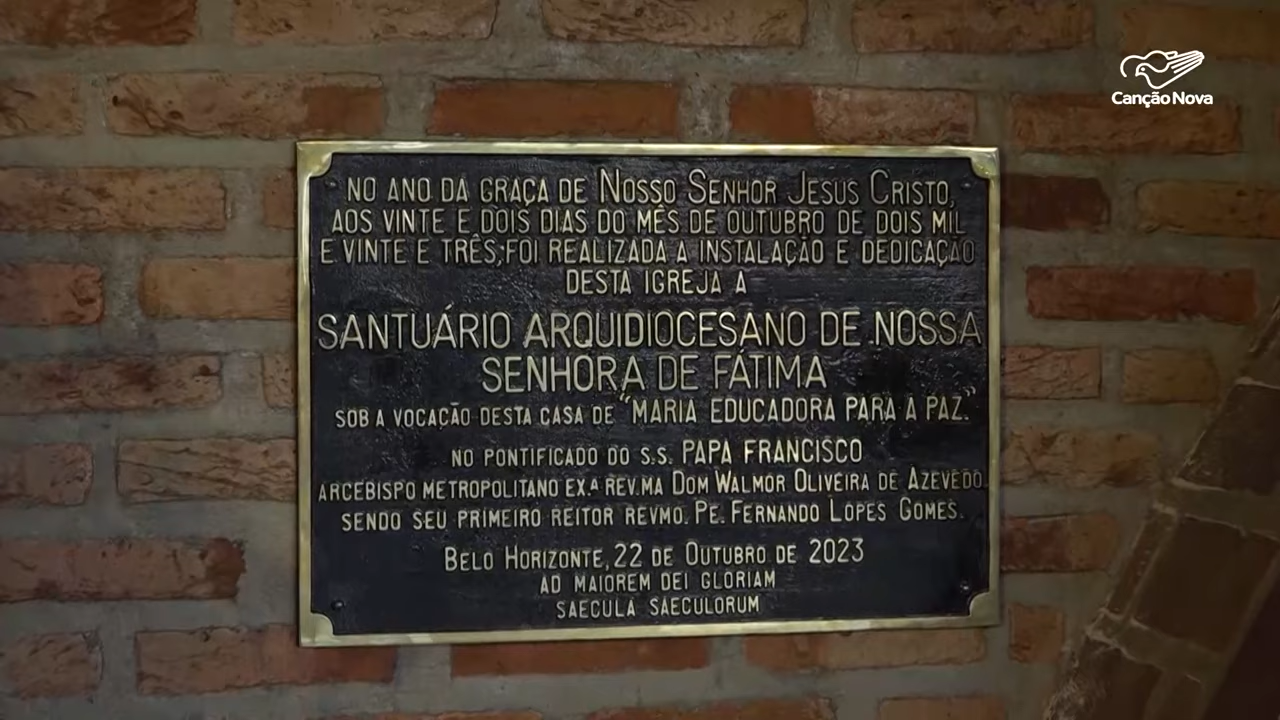 Canção Nova
NO ANO DA GRAÇA DE NOSSO SENHOR JESUS CRISTO,
AOS VINTE E DOIS DIAS DO MÊS DE OUTUBRO DE DOIS MIL
E VINTE E TRÊS, FOI REALIZADA A INSTALAÇÃO E DEDICAÇÃO
DESTA IGREJA A
SANTUÁRIO ARQUIDIOCESANO DE NOSSA
SENHORA DE FÁTIMA
SOB A VOCAÇÃO DESTA CASA DE "MARIA EDUCADORA PARA A PAZ."
NO PONTIFICADO DO S.S. PAPA FRANCISCO
ARCEBISPO METROPOLITANO EX.ª REV.MA DOM WALMOR OLIVEIRA DE AZEVEDO.
SENDO SEU PRIMEIRO REITOR REVMO. PE. FERNANDO LOPES GOMES.
BELO HORIZONTE, 22 DE OUTUBRO DE 2023
AD MAIOREM DEI GLORIAM
SAECULA SAECULORUM